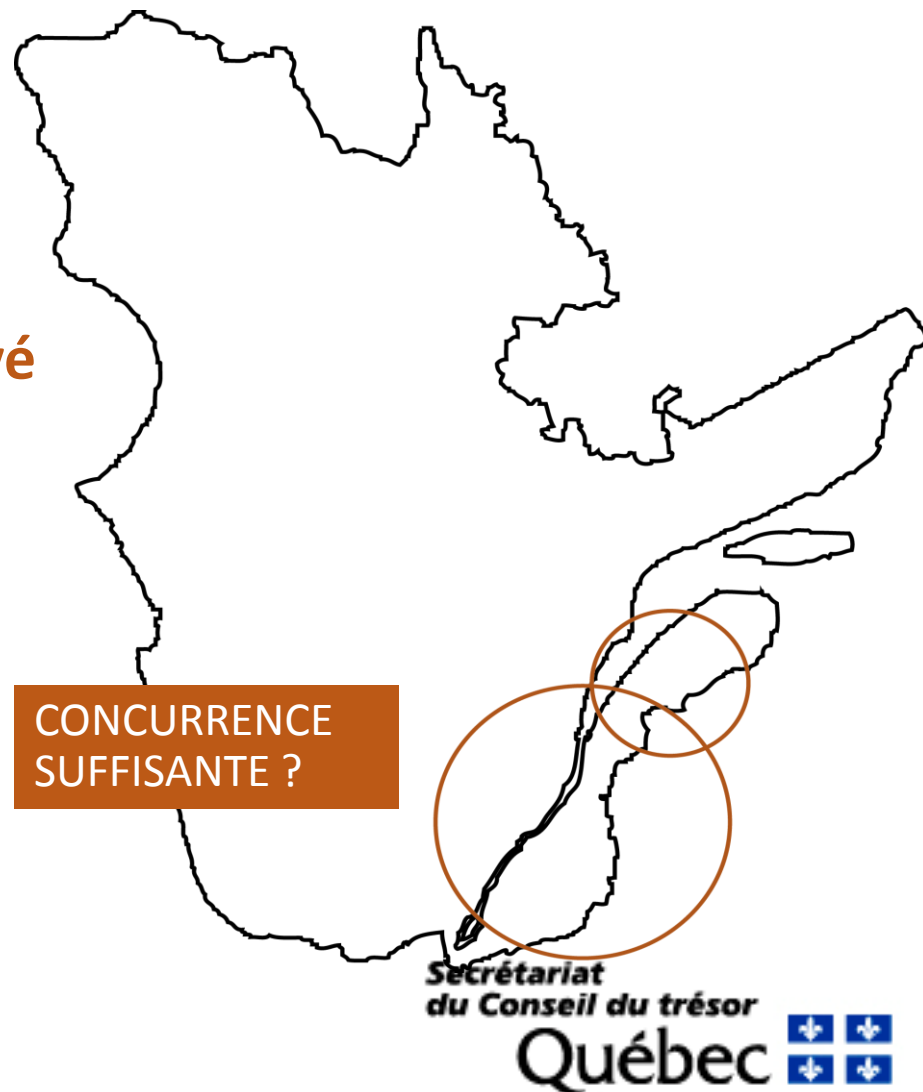 CONCURRENCE
SUFFISANTE ?
Secrétariat
du Conseil du trésor
Québec